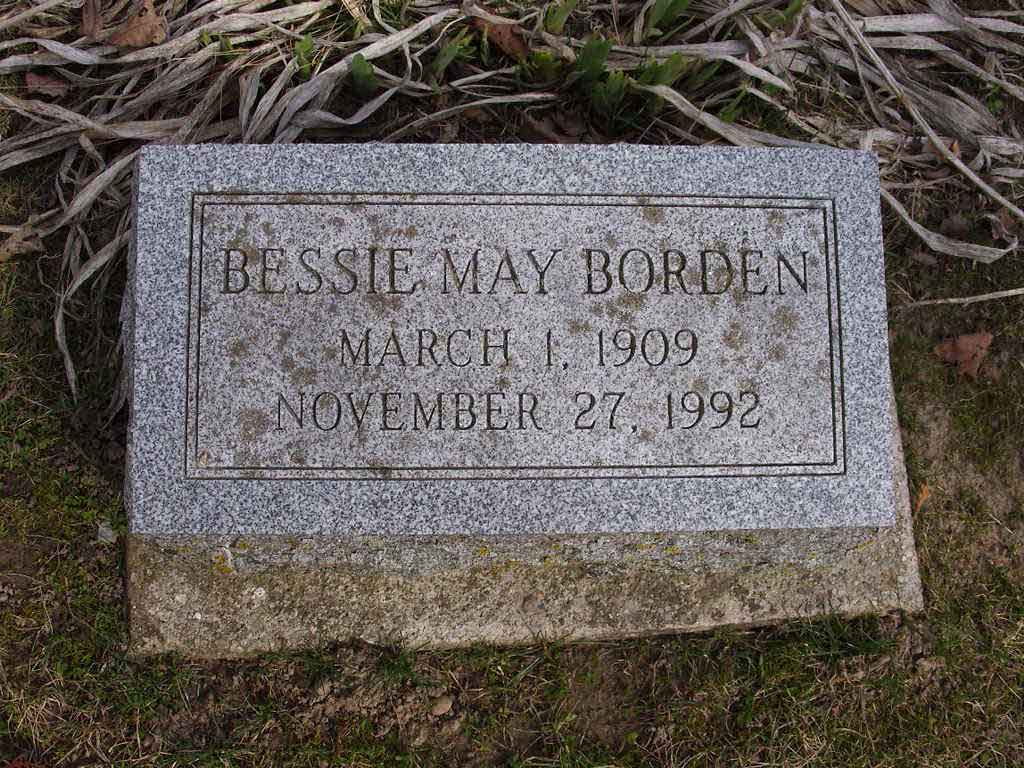 BESSIE MAY BORDEN
MARCH 1, 1909
NOVEMBER 27, 1992